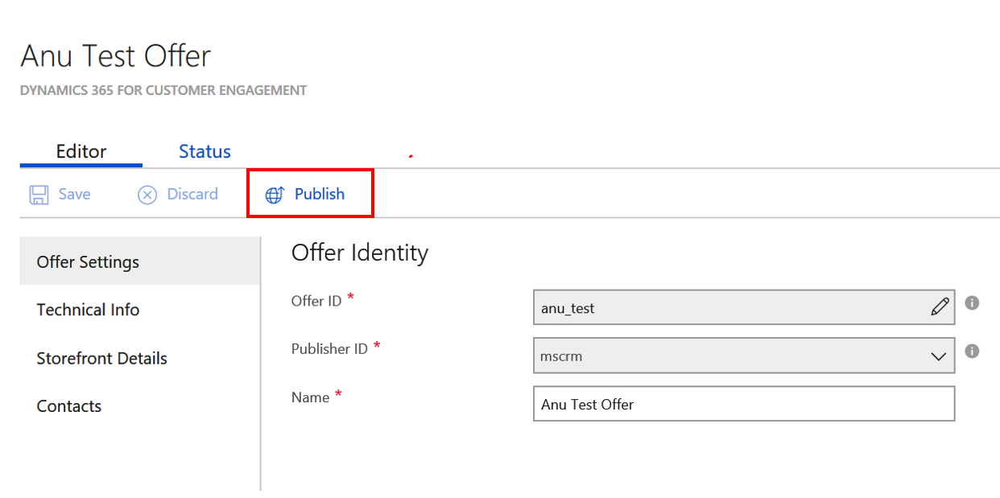 Anu Test Offer
DYNAMICS 365 FOR CUSTOMER ENGAGEMENT
Editor Status
Save Discard Publish
Offer Settings
Technical Info
Storefront Details
Contacts
Offer Identity
Offer ID * anu_test
Publisher ID * mscrm
Name * Anu Test Offer